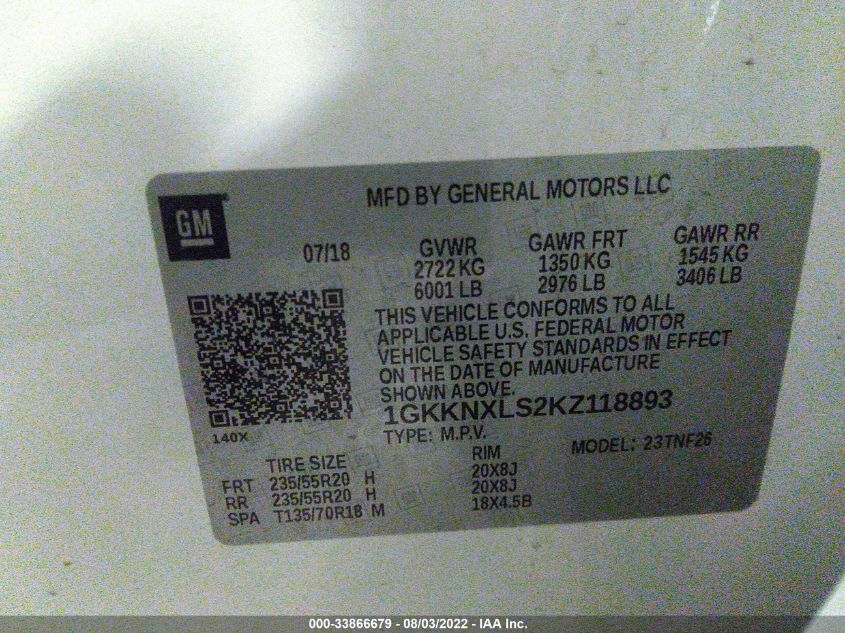 MFD BY GENERAL MOTORS LLC
GM
07/18
GVWR GAWR FRT GAWR RR
2722 KG 1350 KG 1545 KG
6001 LB 2976 LB 3406 LB
THIS VEHICLE CONFORMS TO ALL
APPLICABLE U.S. FEDERAL MOTOR
VEHICLE SAFETY STANDARDS IN EFFECT
ON THE DATE OF MANUFACTURE
SHOWN ABOVE.
1GKKNXLS2KZ118893
140X
TYPE: M.P.V. MODEL: 23TNF26
TIRE SIZE RIM
FRT 235/55R20 H 20X8J
RR 235/55R20 H 20X8J
SPA T135/70R18 M 18X4.5B
000-33866679 - 08/03/2022 - IAA Inc.